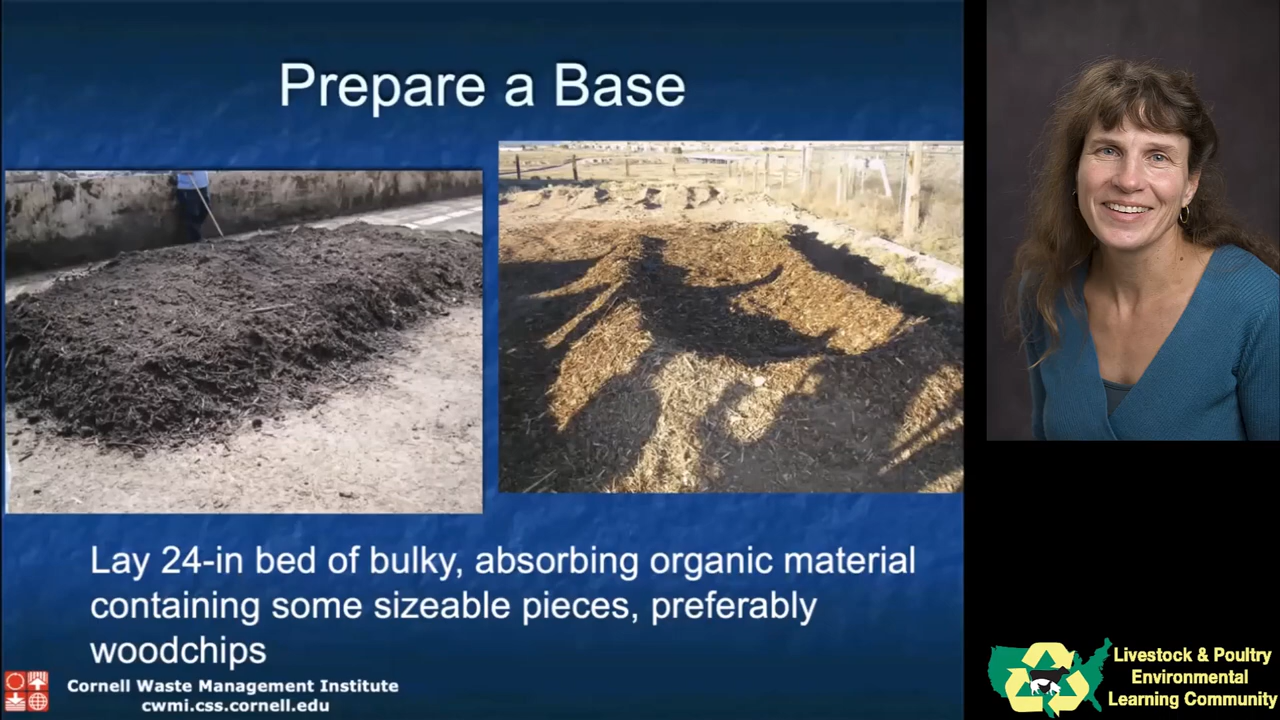 Prepare a Base
Lay 24-in bed of bulky, absorbing organic material
containing some sizeable pieces, preferably
woodchips
Cornell Waste Management Institute
cwmi.css.cornell.edu
Livestock & Poultry
Environmental
Learning Community